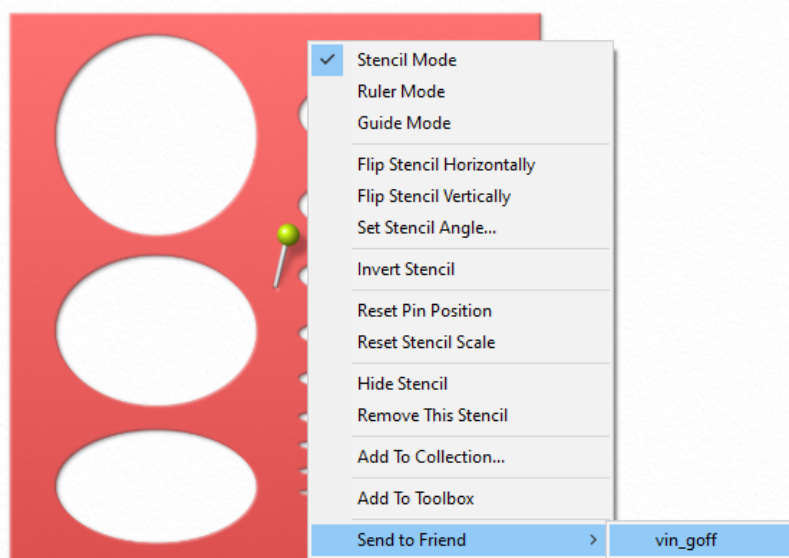 Stencil Mode
Ruler Mode
Guide Mode
Flip Stencil Horizontally
Flip Stencil Vertically
Set Stencil Angle...
Invert Stencil
Reset Pin Position
Reset Stencil Scale
Hide Stencil
Remove This Stencil
Add To Collection...
Add To Toolbox
Send to Friend
vin_goff